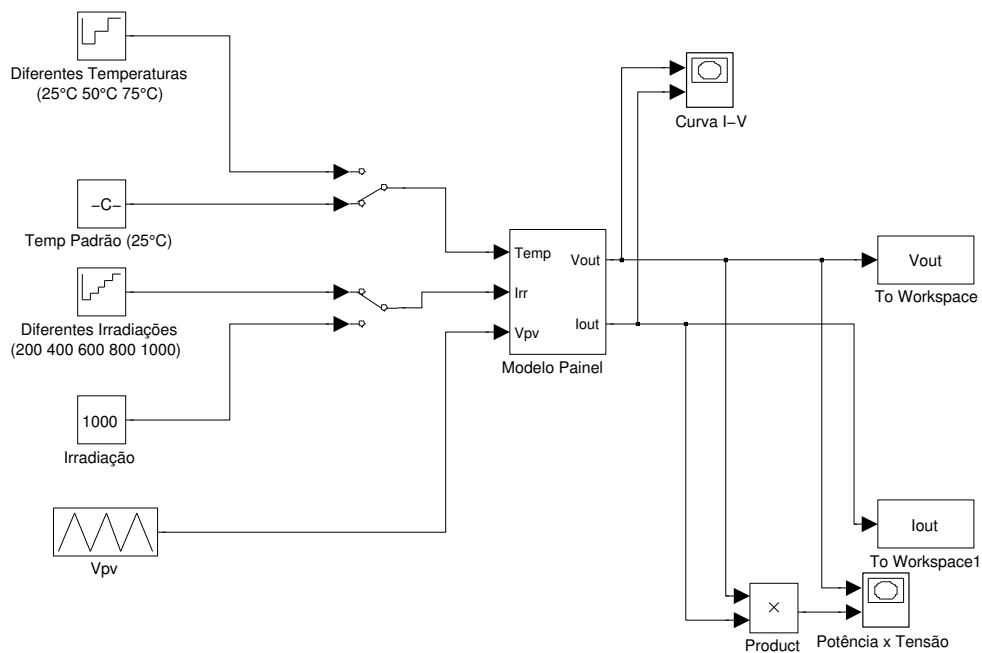 Diferentes Temperaturas
(25°C 50°C 75°C)
−C−
Temp Padrão (25°C)
Diferentes Irradiações
(200 400 600 800 1000)
1000
Irradiação
Vpv
Temp
Irr
Vpv
Vout
Iout
Modelo Painel
Curva I−V
Vout
To Workspace
Iout
To Workspace1
×
Product
Potência x Tensão